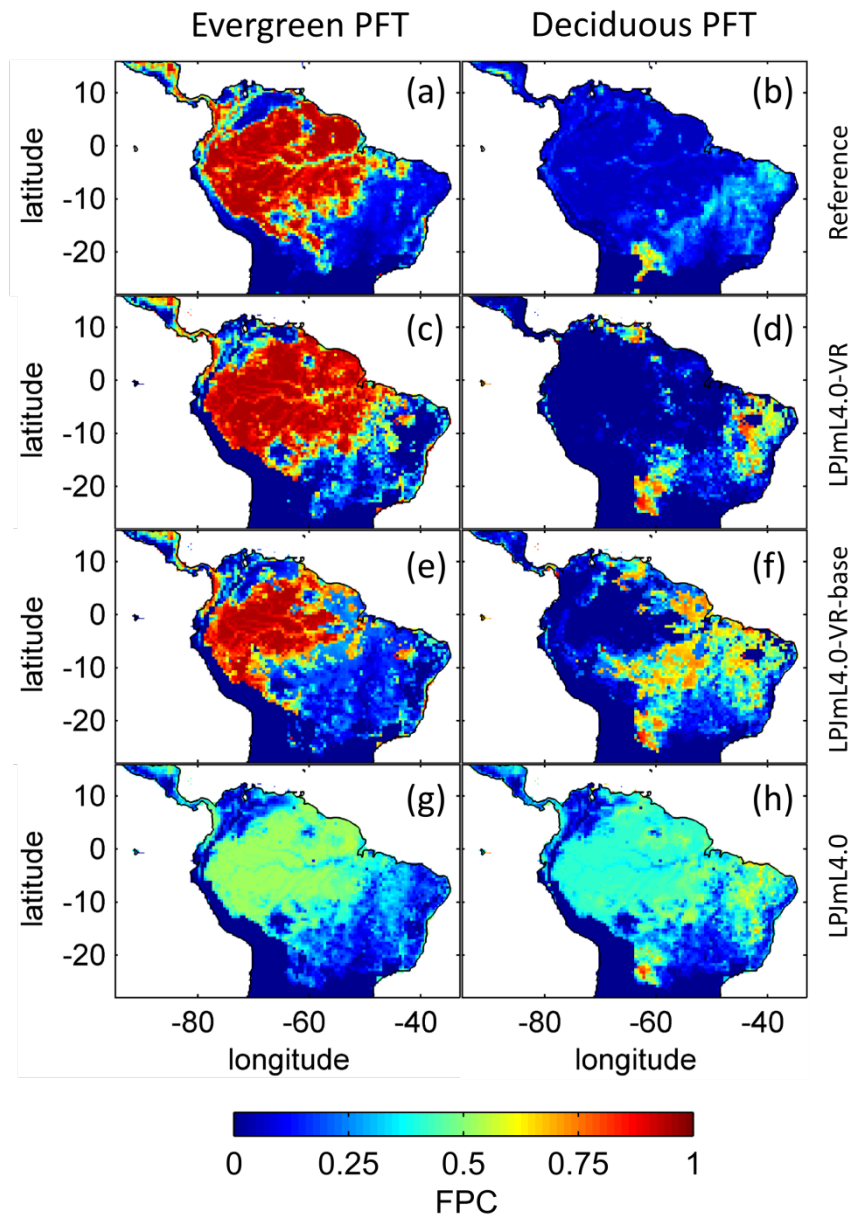 Evergreen PFT Deciduous PFT
10 (a) (b)
0
-10
-20
latitude
Reference
10 (c) (d)
0
-10
-20
latitude
LPJmL4.0-VR
10 (e) (f)
0
-10
-20
latitude
LPJmL4.0-VR-base
10 (g) (h)
0
-10
-20
latitude
LPJmL4.0
-80 -60 -40 -80 -60 -40
longitude longitude
0 0.25 0.5 0.75 1
FPC